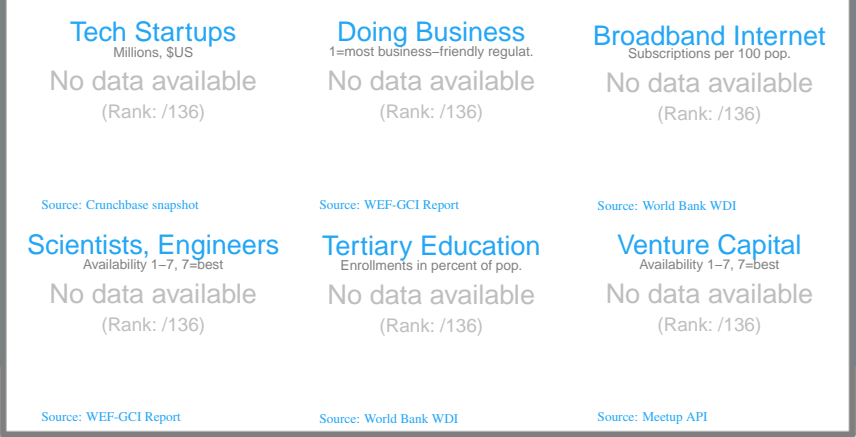 Tech Startups
Millions, $US
No data available
(Rank: /136)
Source: Crunchbase snapshot
Doing Business
1=most business−friendly regulat.
No data available
(Rank: /136)
Source: WEF-GCI Report
Broadband Internet
Subscriptions per 100 pop.
No data available
(Rank: /136)
Source: World Bank WDI
Scientists, Engineers
Availability 1−7, 7=best
No data available
(Rank: /136)
Source: WEF-GCI Report
Tertiary Education
Enrollments in percent of pop.
No data available
(Rank: /136)
Source: World Bank WDI
Venture Capital
Availability 1−7, 7=best
No data available
(Rank: /136)
Source: Meetup API